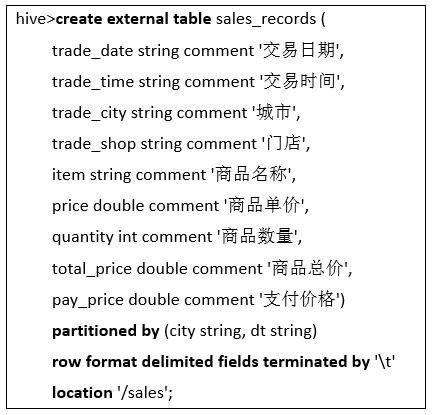 hive>create external table sales_records (
trade_date string comment '交易日期',
trade_time string comment '交易时间',
trade_city string comment '城市',
trade_shop string comment '门店',
item string comment '商品名称',
price double comment '商品单价',
quantity int comment '商品数量',
total_price double comment '商品总价',
pay_price double comment '支付价格')
partitioned by (city string, dt string)
row format delimited fields terminated by '\t'
location '/sales';